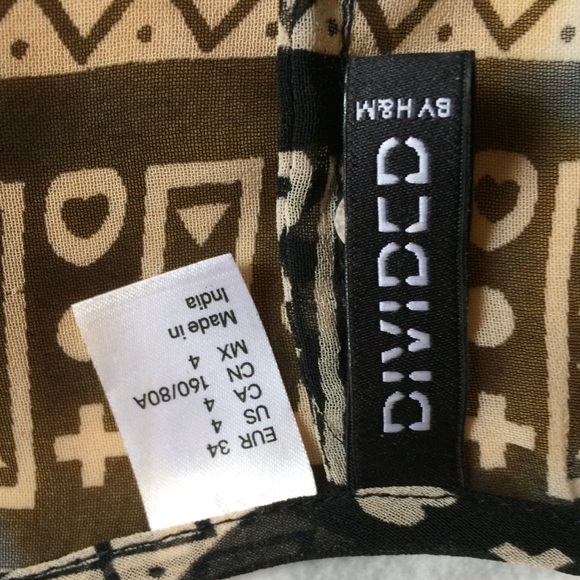 DIVIDED
BY H&M
EUR 34
US 4
CA 4
CN 160/80A
MX 4
Made in
India